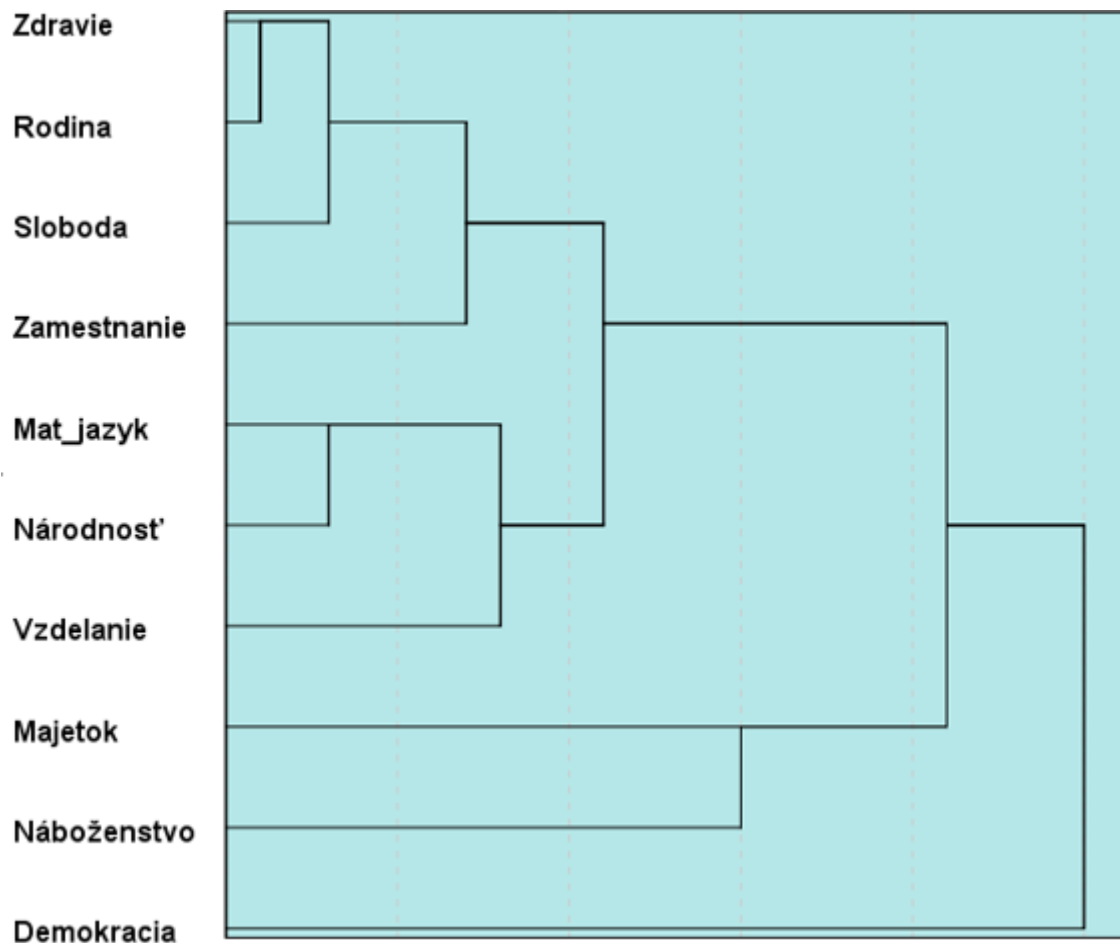 Zdravie
Rodina
Sloboda
Zamestnanie
Mat_jazyk
Národnosť
Vzdelanie
Majetok
Náboženstvo
Demokracia